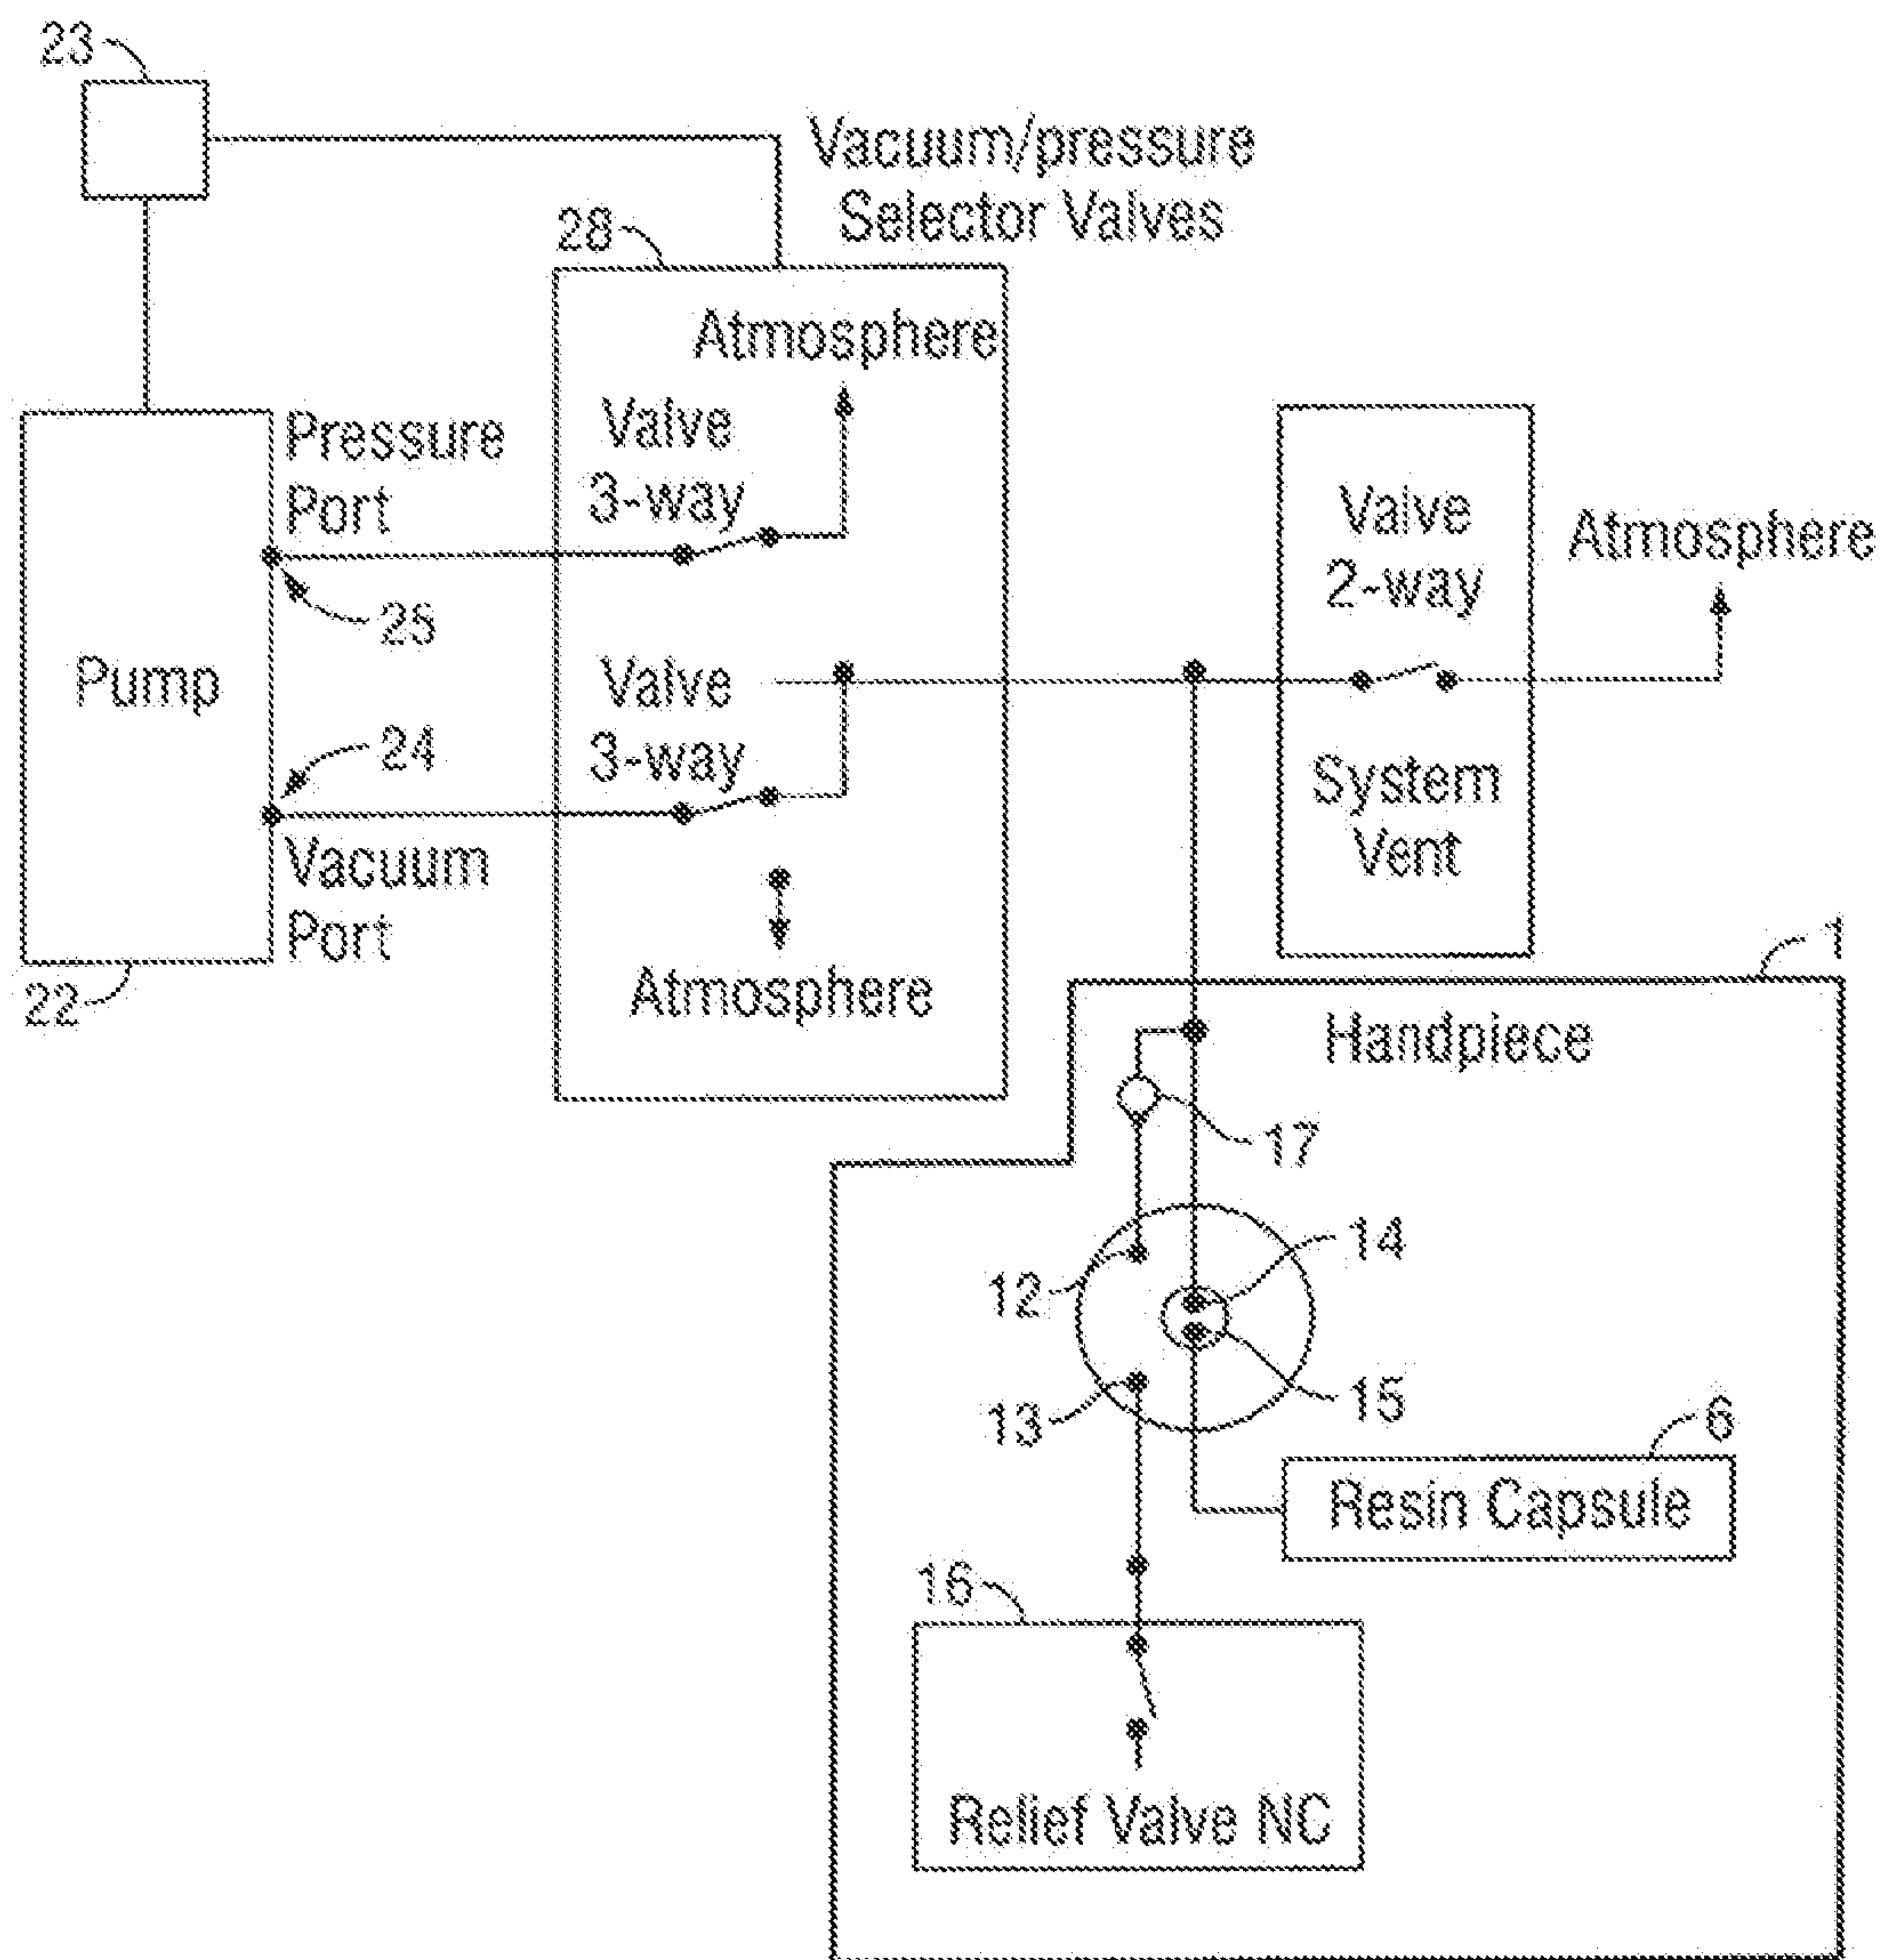 23
Vacuum/pressure
Selector Valves
28
Atmosphere
Pressure
Port
Valve
3-way
25
Pump
Valve
3-way
24
Vacuum
Port
22
Atmosphere
Valve
2-way
Atmosphere
System
Vent
1
Handpiece
17
14
12
15
13
6
Resin Capsule
16
Relief Valve NC